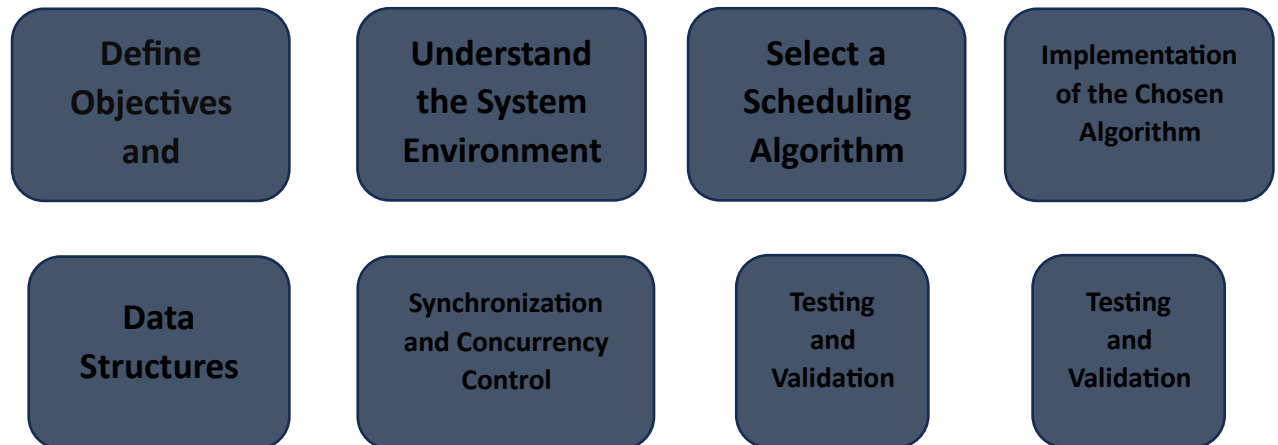 Define
Objectives
and
Understand
the System
Environment
Select a
Scheduling
Algorithm
Implementation
of the Chosen
Algorithm
Data
Structures
Synchronization
and Concurrency
Control
Testing
and
Validation
Testing
and
Validation